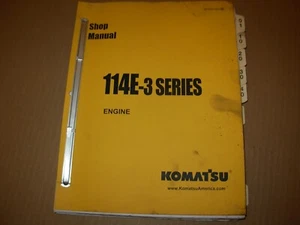 Shop
Manual
114E-3 SERIES
ENGINE
KOMATSU
www.KomatsuAmerica.com